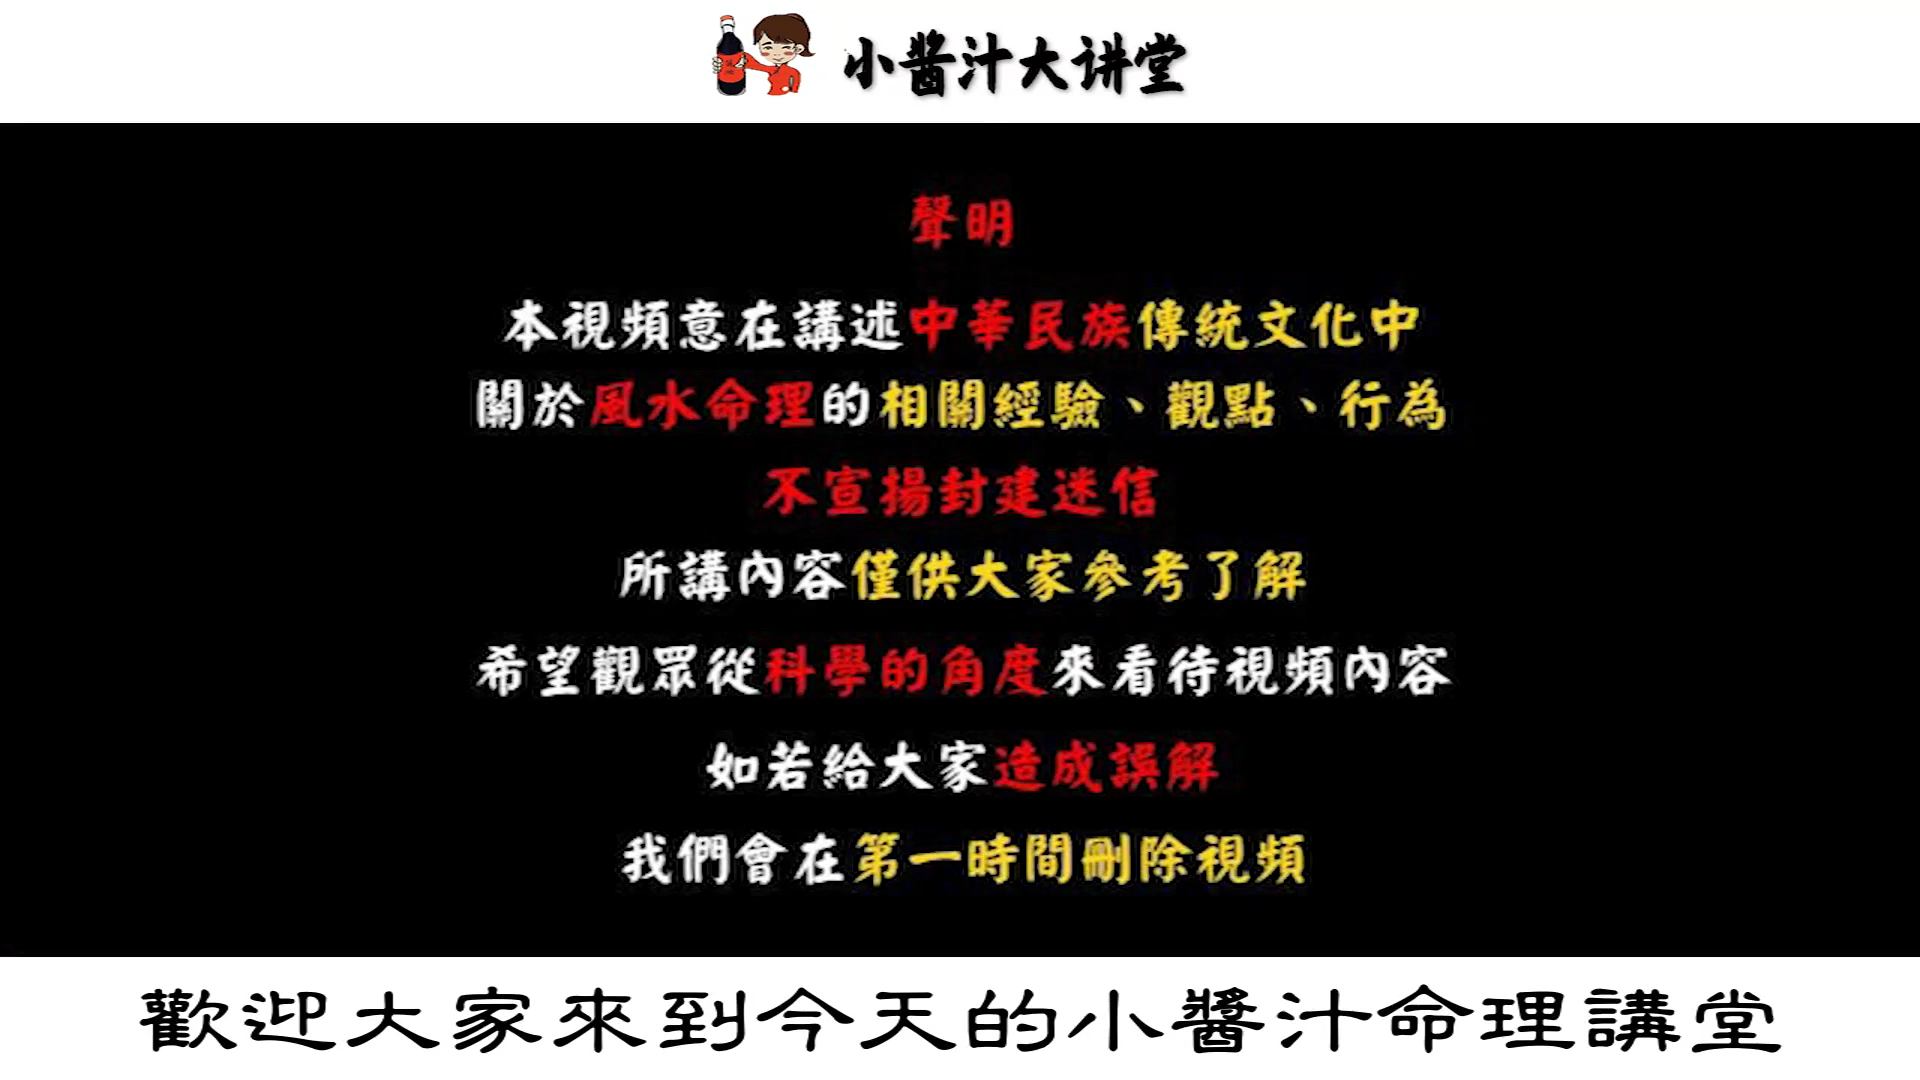 小酱汁大讲堂
聲明
本視頻意在講述中華民族傳統文化中
關於風水命理的相關經驗、觀點、行為
不宣揚封建迷信
所講內容僅供大家參考了解
希望觀眾從科學的角度來看待視頻內容
如若給大家造成誤解
我們會在第一時間刪除視頻
歡迎大家來到今天的小醬汁命理講堂